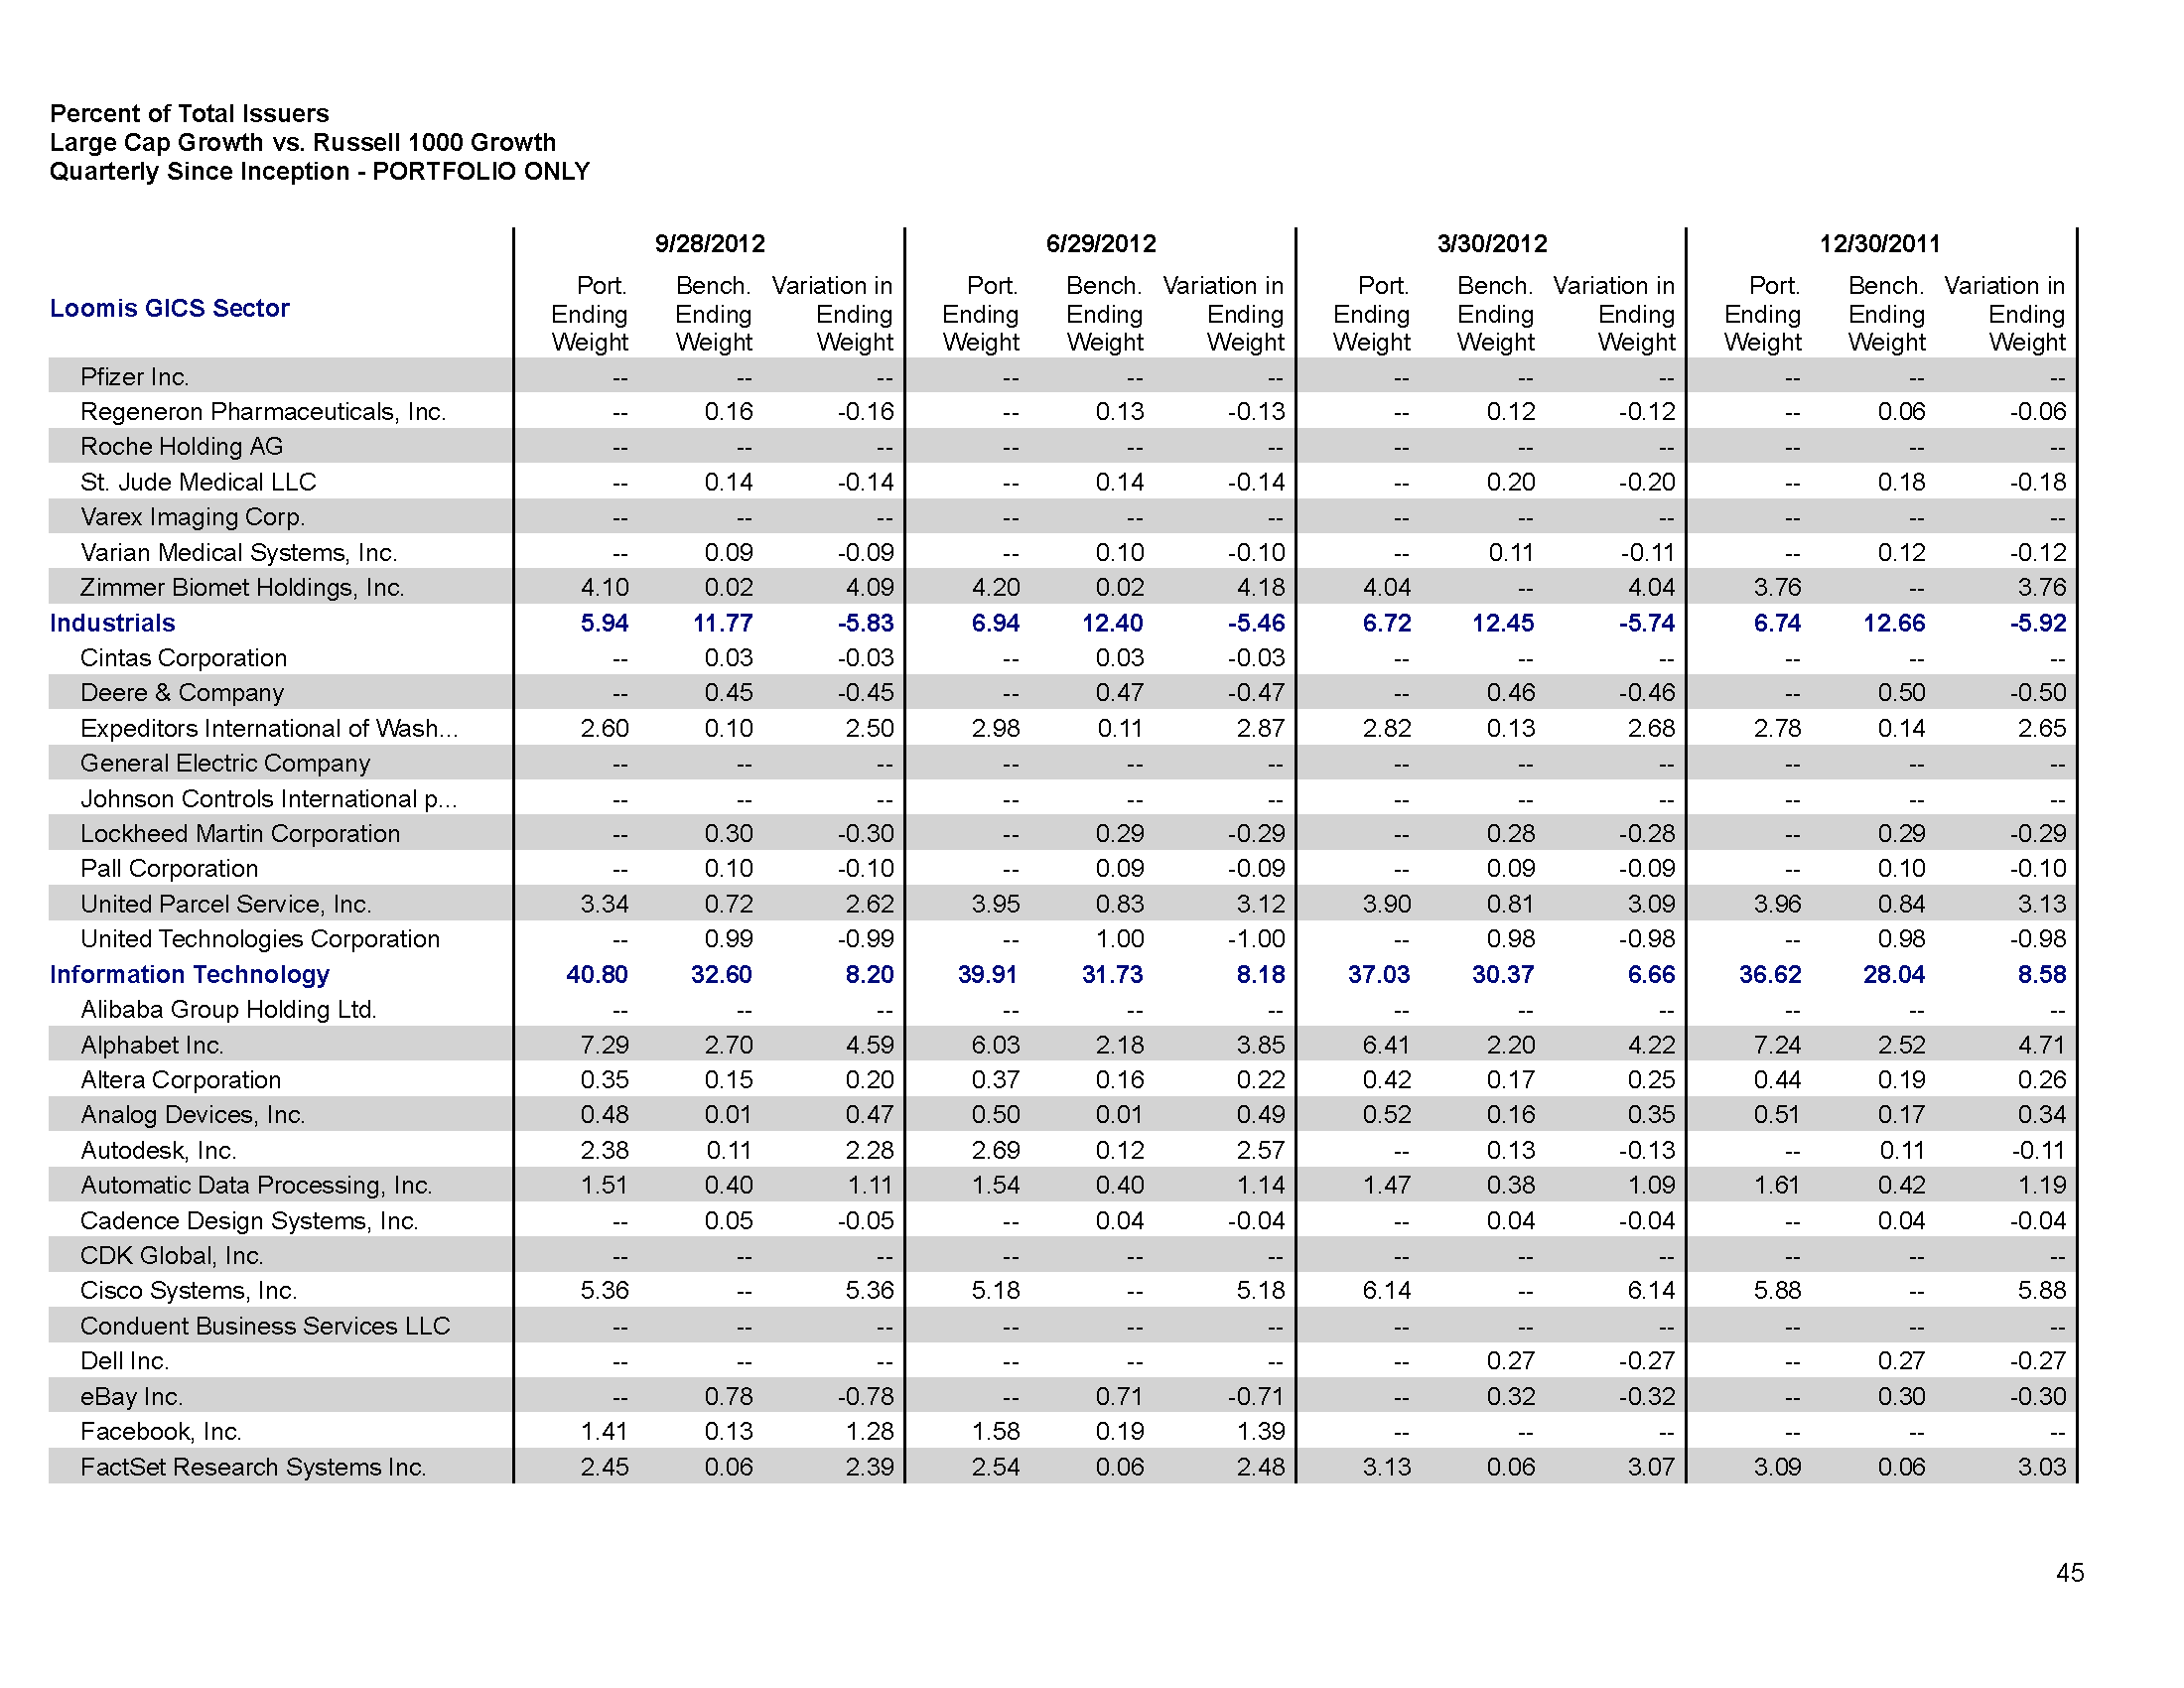 Percent of Total Issuers
Large Cap Growth vs. Russell 1000 Growth
Quarterly Since Inception - PORTFOLIO ONLY
9/28/2012 6/29/2012 3/30/2012 12/30/2011
Loomis GICS Sector
Port. Bench. Variation in Port. Bench. Variation in Port. Bench. Variation in Port. Bench. Variation in
Ending Ending Ending Ending Ending Ending Ending Ending Ending Ending Ending Ending
Weight Weight Weight Weight Weight Weight Weight Weight Weight Weight Weight Weight
Pfizer Inc. -- -- -- -- -- -- -- -- -- -- -- --
Regeneron Pharmaceuticals, Inc. -- 0.16 -0.16 -- 0.13 -0.13 -- 0.12 -0.12 -- 0.06 -0.06
Roche Holding AG -- -- -- -- -- -- -- -- -- -- -- --
St. Jude Medical LLC -- 0.14 -0.14 -- 0.14 -0.14 -- 0.20 -0.20 -- 0.18 -0.18
Varex Imaging Corp. -- -- -- -- -- -- -- -- -- -- -- --
Varian Medical Systems, Inc. -- 0.09 -0.09 -- 0.10 -0.10 -- 0.11 -0.11 -- 0.12 -0.12
Zimmer Biomet Holdings, Inc. 4.10 0.02 4.09 4.20 0.02 4.18 4.04 -- 4.04 3.76 -- 3.76
Industrials 5.94 11.77 -5.83 6.94 12.40 -5.46 6.72 12.45 -5.74 6.74 12.66 -5.92
Cintas Corporation -- 0.03 -0.03 -- 0.03 -0.03 -- -- -- -- -- --
Deere & Company -- 0.45 -0.45 -- 0.47 -0.47 -- 0.46 -0.46 -- 0.50 -0.50
Expeditors International of Wash... 2.60 0.10 2.50 2.98 0.11 2.87 2.82 0.13 2.68 2.78 0.14 2.65
General Electric Company -- -- -- -- -- -- -- -- -- -- -- --
Johnson Controls International p... -- -- -- -- -- -- -- -- -- -- -- --
Lockheed Martin Corporation -- 0.30 -0.30 -- 0.29 -0.29 -- 0.28 -0.28 -- 0.29 -0.29
Pall Corporation -- 0.10 -0.10 -- 0.09 -0.09 -- 0.09 -0.09 -- 0.10 -0.10
United Parcel Service, Inc. 3.34 0.72 2.62 3.95 0.83 3.12 3.90 0.81 3.09 3.96 0.84 3.13
United Technologies Corporation -- 0.99 -0.99 -- 1.00 -1.00 -- 0.98 -0.98 -- 0.98 -0.98
Information Technology 40.80 32.60 8.20 39.91 31.73 8.18 37.03 30.37 6.66 36.62 28.04 8.58
Alibaba Group Holding Ltd. -- -- -- -- -- -- -- -- -- -- -- --
Alphabet Inc. 7.29 2.70 4.59 6.03 2.18 3.85 6.41 2.20 4.22 7.24 2.52 4.71
Altera Corporation 0.35 0.15 0.20 0.37 0.16 0.22 0.42 0.17 0.25 0.44 0.19 0.26
Analog Devices, Inc. 0.48 0.01 0.47 0.50 0.01 0.49 0.52 0.16 0.35 0.51 0.17 0.34
Autodesk, Inc. 2.38 0.11 2.28 2.69 0.12 2.57 -- 0.13 -0.13 -- 0.11 -0.11
Automatic Data Processing, Inc. 1.51 0.40 1.11 1.54 0.40 1.14 1.47 0.38 1.09 1.61 0.42 1.19
Cadence Design Systems, Inc. -- 0.05 -0.05 -- 0.04 -0.04 -- 0.04 -0.04 -- 0.04 -0.04
CDK Global, Inc. -- -- -- -- -- -- -- -- -- -- -- --
Cisco Systems, Inc. 5.36 -- 5.36 5.18 -- 5.18 6.14 -- 6.14 5.88 -- 5.88
Conduent Business Services LLC -- -- -- -- -- -- -- -- -- -- -- --
Dell Inc. -- -- -- -- -- -- -- 0.27 -0.27 -- 0.27 -0.27
eBay Inc. -- 0.78 -0.78 -- 0.71 -0.71 -- 0.32 -0.32 -- 0.30 -0.30
Facebook, Inc. 1.41 0.13 1.28 1.58 0.19 1.39 -- -- -- -- -- --
FactSet Research Systems Inc. 2.45 0.06 2.39 2.54 0.06 2.48 3.13 0.06 3.07 3.09 0.06 3.03
45